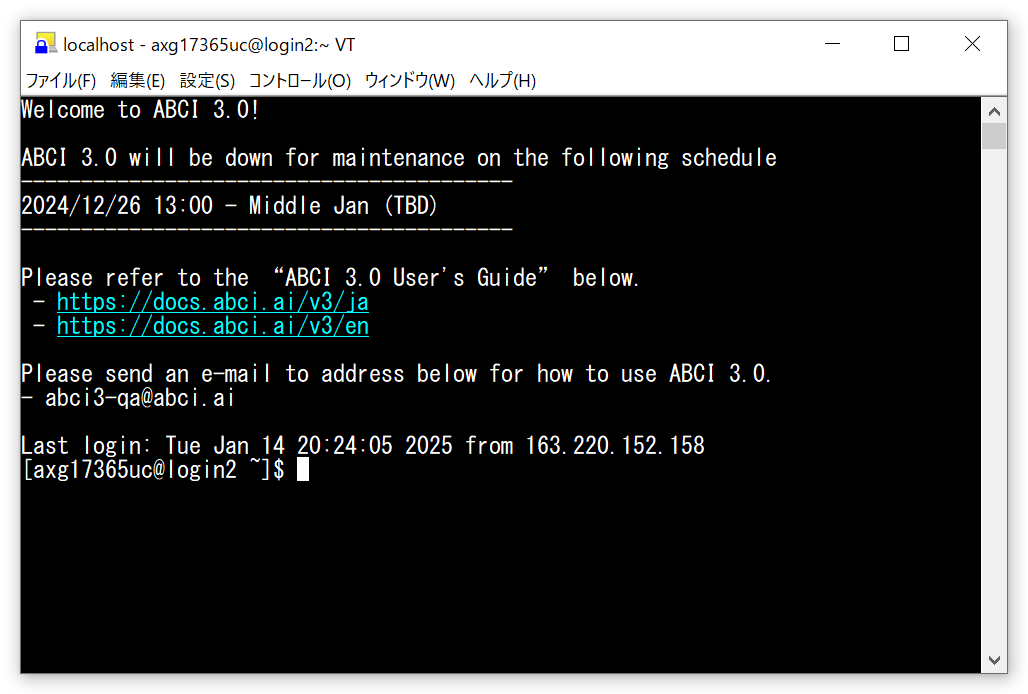 localhost - axg17365uc@login2:~ VT
ファイル(F) 編集(E) 設定(S) コントロール(O) ウィンドウ(W) ヘルプ(H)
Welcome to ABCI 3.0!
ABCI 3.0 will be down for maintenance on the following schedule
-----------------------------------------
2024/12/26 13:00 - Middle Jan (TBD)
-----------------------------------------
Please refer to the “ABCI 3.0 User's Guide” below.
- https://docs.abci.ai/v3/ja
- https://docs.abci.ai/v3/en
Please send an e-mail to address below for how to use ABCI 3.0.
- abci3-qa@abci.ai
Last login: Tue Jan 14 20:24:05 2025 from 163.220.152.158
[axg17365uc@login2 ~]$